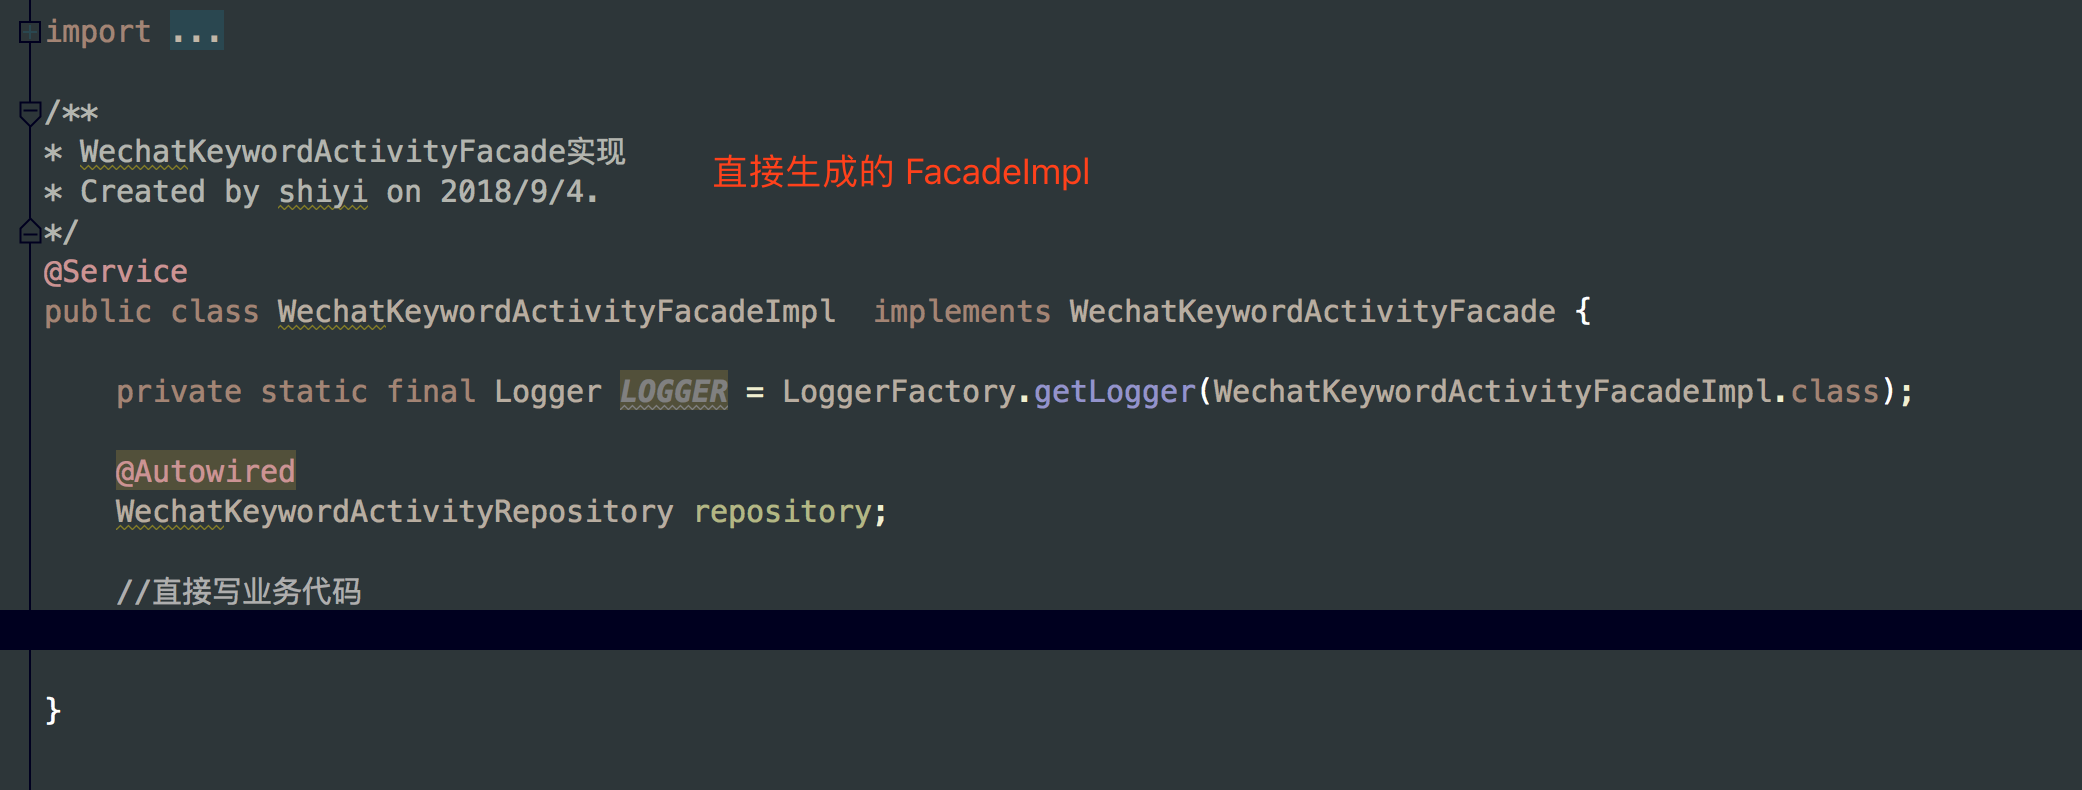 import ...
/**
* WechatKeywordActivityFacade实现
直接生成的 FacadeImpl
* Created by shiyi on 2018/9/4.
*/
@Service
public class WechatKeywordActivityFacadeImpl  implements WechatKeywordActivityFacade {
private static final Logger LOGGER = LoggerFactory.getLogger(WechatKeywordActivityFacadeImpl.class);
@Autowired
WechatKeywordActivityRepository repository;
//直接写业务代码
}